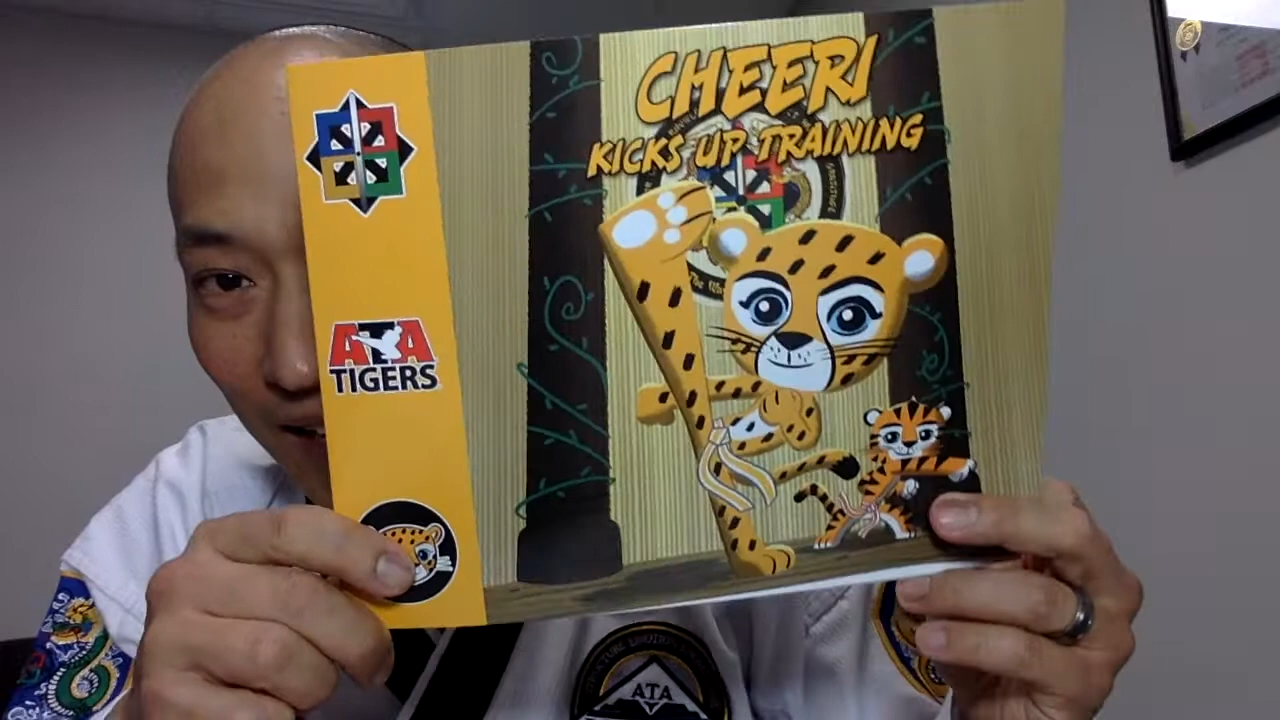 CHEERI
KICKS UP TRAINING
ATA
TIGERS
ATA